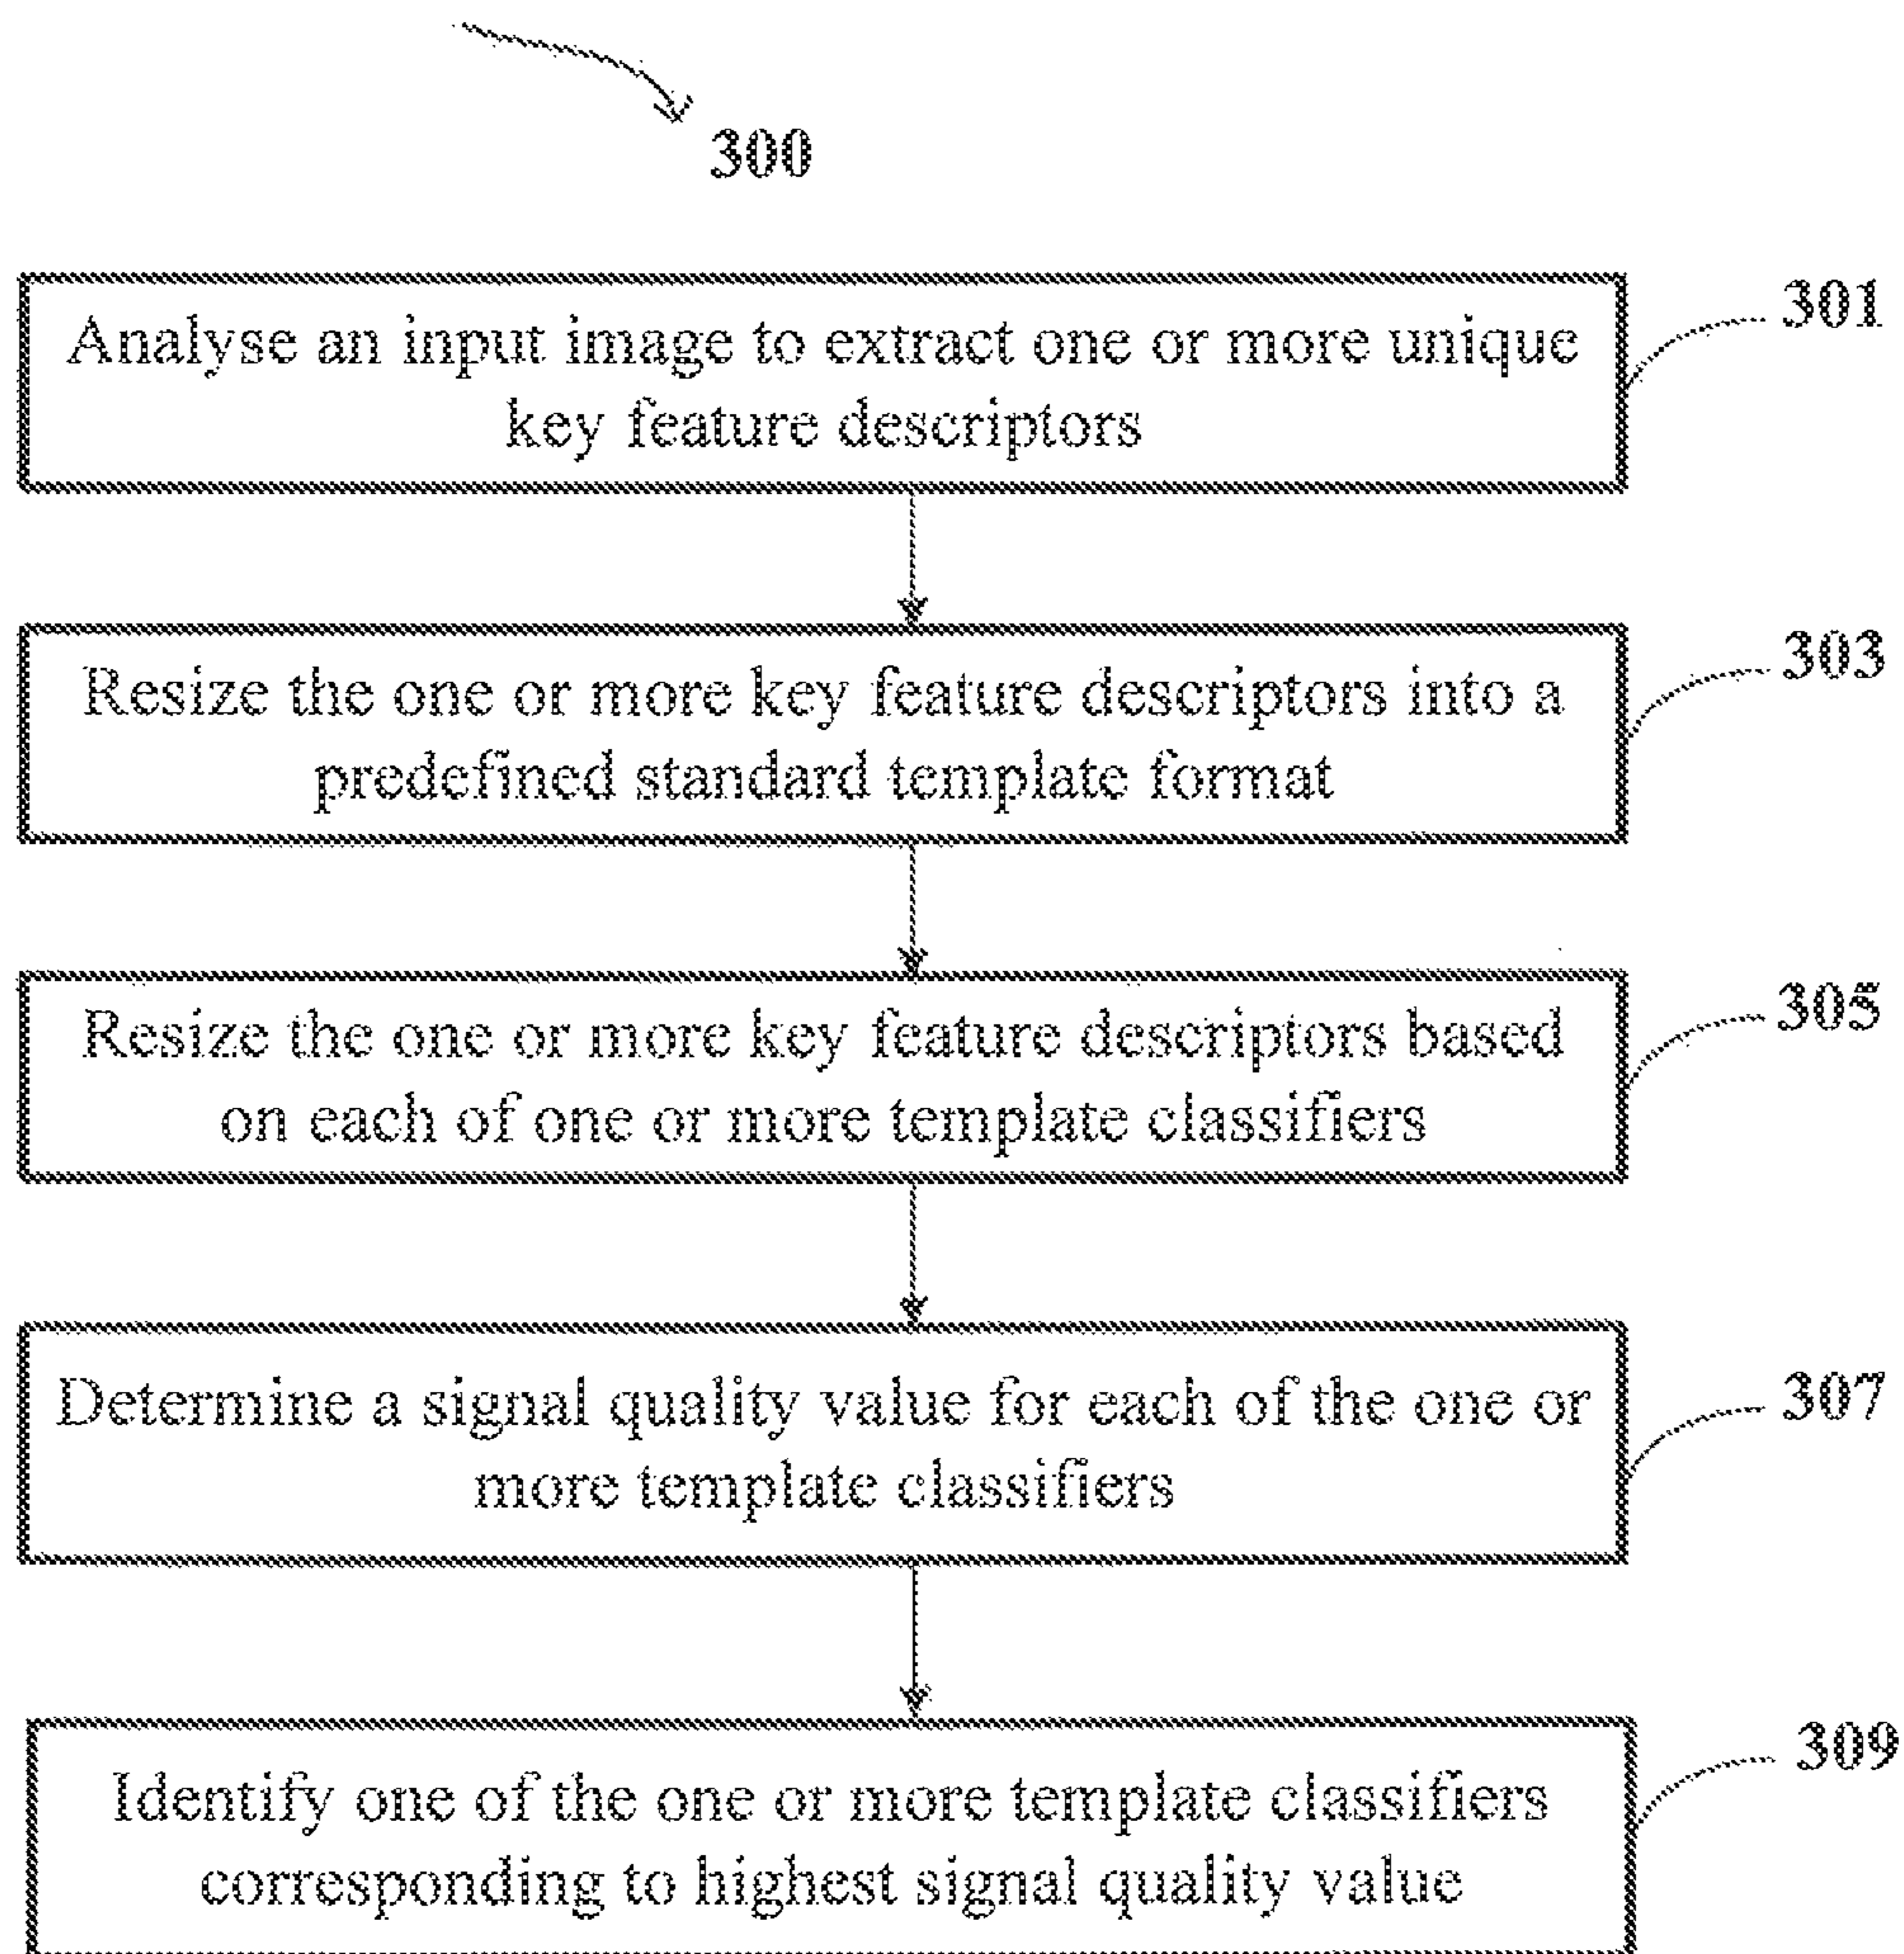 300
Analyse an input image to extract one or more unique
key feature descriptors
301
Resize the one or more key feature descriptors into a
predefined standard template format
303
Resize the one or more key feature descriptors based
on each of one or more template classifiers
305
Determine a signal quality value for each of the one or
more template classifiers
307
Identify one of the one or more template classifiers
corresponding to highest signal quality value
309